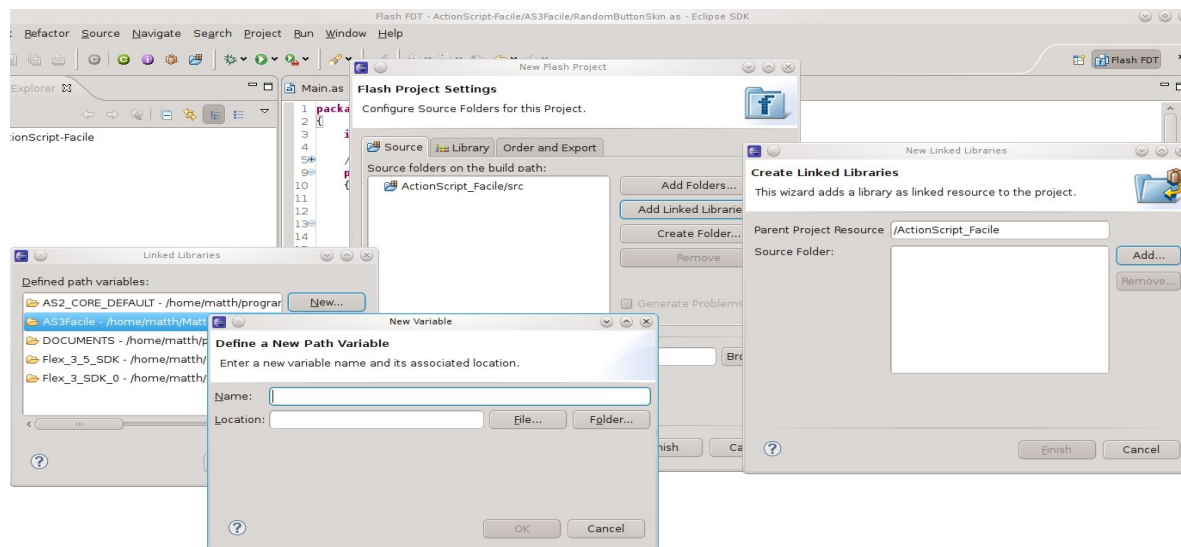 Flash FDT - ActionScript-Facile/AS3Facile/RandomButtonSkin.as - Eclipse SDK
Refactor Source Navigate Search Project Run Window Help
Flash FDT
Explorer
Main.as
ionScript-Facile
1 packa
2 {
3 i
4
5 /
9 p
10 {
11
12
13
14
New Flash Project
Flash Project Settings
Configure Source Folders for this Project.
Source Library Order and Export
Source folders on the build path:
ActionScript_Facile/src
Add Folders...
Add Linked Librarie
Create Folder...
Remove
Generate Problems
Bro
nish Ca
New Linked Libraries
Create Linked Libraries
This wizard adds a library as linked resource to the project.
Parent Project Resource /ActionScript_Facile
Source Folder:
Add...
Remove...
Finish Cancel
Linked Libraries
Defined path variables:
AS2_CORE_DEFAULT - /home/matth/progran
AS3Facile - /home/matth/Matt
DOCUMENTS - /home/matth/p
Flex_3_5_SDK - /home/matth/
Flex_3_SDK_0 - /home/matth/
New...
New Variable
Define a New Path Variable
Enter a new variable name and its associated location.
Name:
Location: File... Folder...
OK Cancel